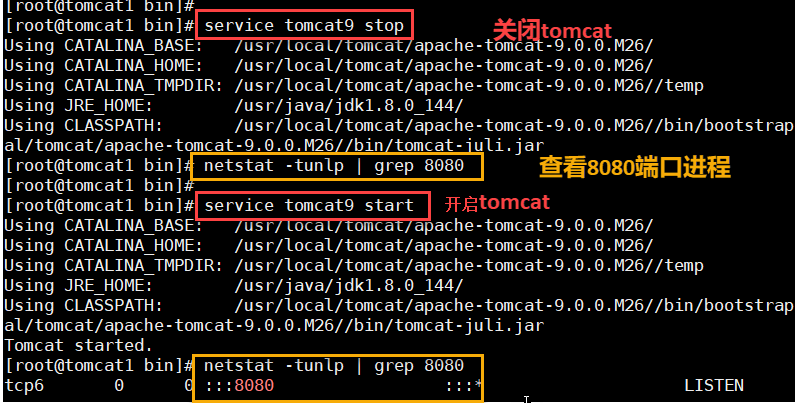 [root@tomcat1 bin]#
[root@tomcat1 bin]# service tomcat9 stop 关闭tomcat
Using CATALINA_BASE:   /usr/local/tomcat/apache-tomcat-9.0.0.M26/
Using CATALINA_HOME:   /usr/local/tomcat/apache-tomcat-9.0.0.M26/
Using CATALINA_TMPDIR: /usr/local/tomcat/apache-tomcat-9.0.0.M26//temp
Using JRE_HOME:        /usr/java/jdk1.8.0_144/
Using CLASSPATH:       /usr/local/tomcat/apache-tomcat-9.0.0.M26//bin/bootstrap
al/tomcat/apache-tomcat-9.0.0.M26//bin/tomcat-juli.jar
[root@tomcat1 bin]# netstat -tunlp | grep 8080 查看8080端口进程
[root@tomcat1 bin]#
[root@tomcat1 bin]# service tomcat9 start 开启tomcat
Using CATALINA_BASE:   /usr/local/tomcat/apache-tomcat-9.0.0.M26/
Using CATALINA_HOME:   /usr/local/tomcat/apache-tomcat-9.0.0.M26/
Using CATALINA_TMPDIR: /usr/local/tomcat/apache-tomcat-9.0.0.M26//temp
Using JRE_HOME:        /usr/java/jdk1.8.0_144/
Using CLASSPATH:       /usr/local/tomcat/apache-tomcat-9.0.0.M26//bin/bootstrap
al/tomcat/apache-tomcat-9.0.0.M26//bin/tomcat-juli.jar
Tomcat started.
[root@tomcat1 bin]# netstat -tunlp | grep 8080
tcp6       0      0 :::8080                 :::*                    LISTEN